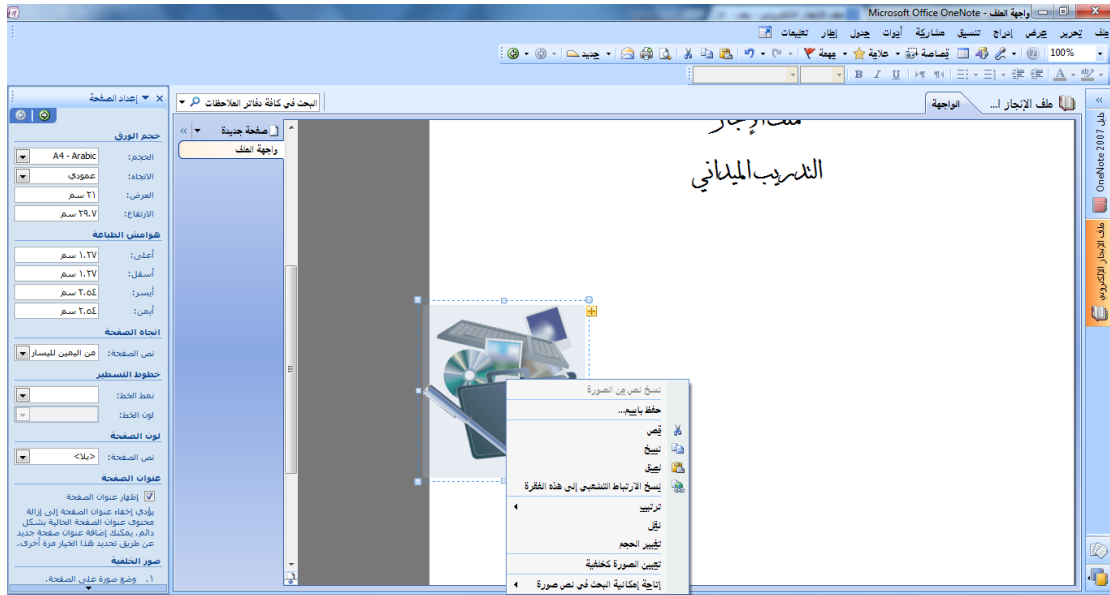 واجهة الملف - Microsoft Office OneNote
ملف تحرير عرض إدراج تنسيق مشاركة أدوات جدول إطار تعليمات
100% قصاصة علامة مهمة جديد
B I U
ملف الإنجاز ا... الواجهة
البحث في كافة دفاتر الملاحظات
إعداد الصفحة
صفحة جديدة
واجهة الملف
دليل OneNote 2007
ملف الإنجاز الإلكتروني
ملف الإنجاز
التدريب الميداني
نسخ نص من الصورة
حفظ باسم...
قص
نسخ
لصق
نسخ الارتباط التشعبي إلى هذه الفقرة
ترتيب
نقل
تغيير الحجم
تعيين الصورة كخلفية
إتاحة إمكانية البحث في نص صورة
حجم الورق
الحجم: A4 - Arabic
الاتجاه: عمودي
العرض: ٢١ سم
الارتفاع: ٢٩.٧ سم
هوامش الطباعة
أعلى: ١.٢٧ سم
أسفل: ١.٢٧ سم
أيسر: ٢.٥٤ سم
أيمن: ٢.٥٤ سم
اتجاه الصفحة
نص الصفحة: من اليمين لليسار
خطوط التسطير
نمط الخط:
لون الخط:
لون الصفحة
نص الصفحة: <بلا>
عنوان الصفحة
إظهار عنوان الصفحة
يؤدي إخفاء عنوان الصفحة إلى إزالة
محتوى عنوان الصفحة الحالية بشكل
دائم. يمكنك إضافة عنوان صفحة جديد
عن طريق تحديد هذا الخيار مرة أخرى.
صور الخلفية
١. وضع صورة على الصفحة.